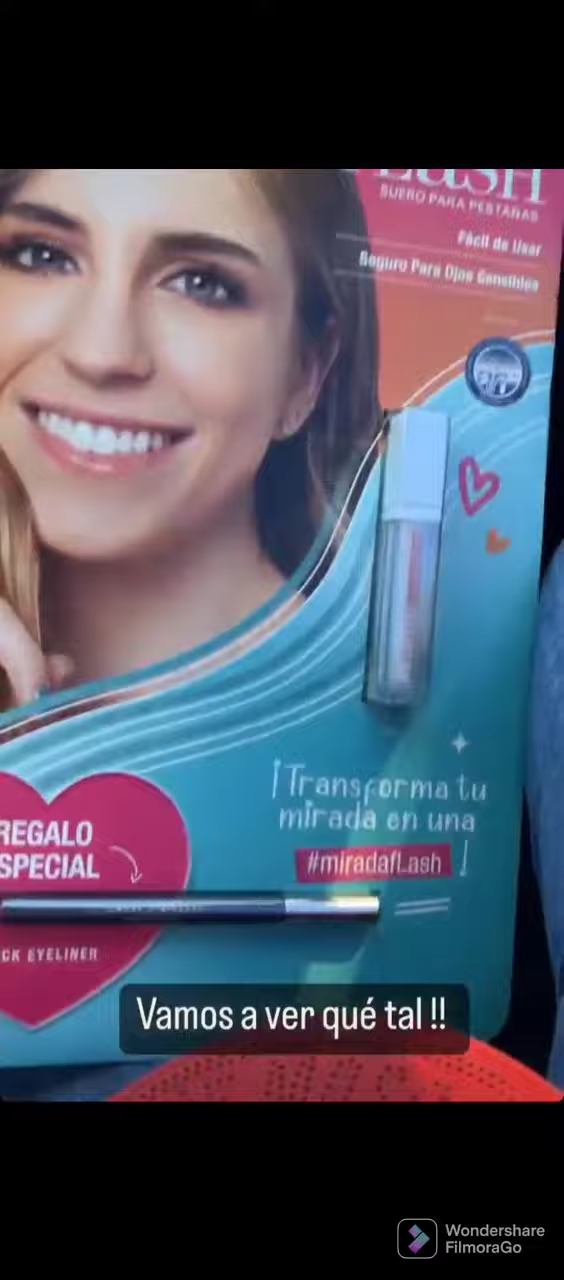 Lash
SUERO PARA PESTAÑAS
Fácil de Usar
Seguro Para Ojos Sensibles
¡Transforma tu
mirada en una
#miradafLash!
REGALO
SPECIAL
CK EYELINER
Vamos a ver qué tal !!
Wondershare
FilmoraGo